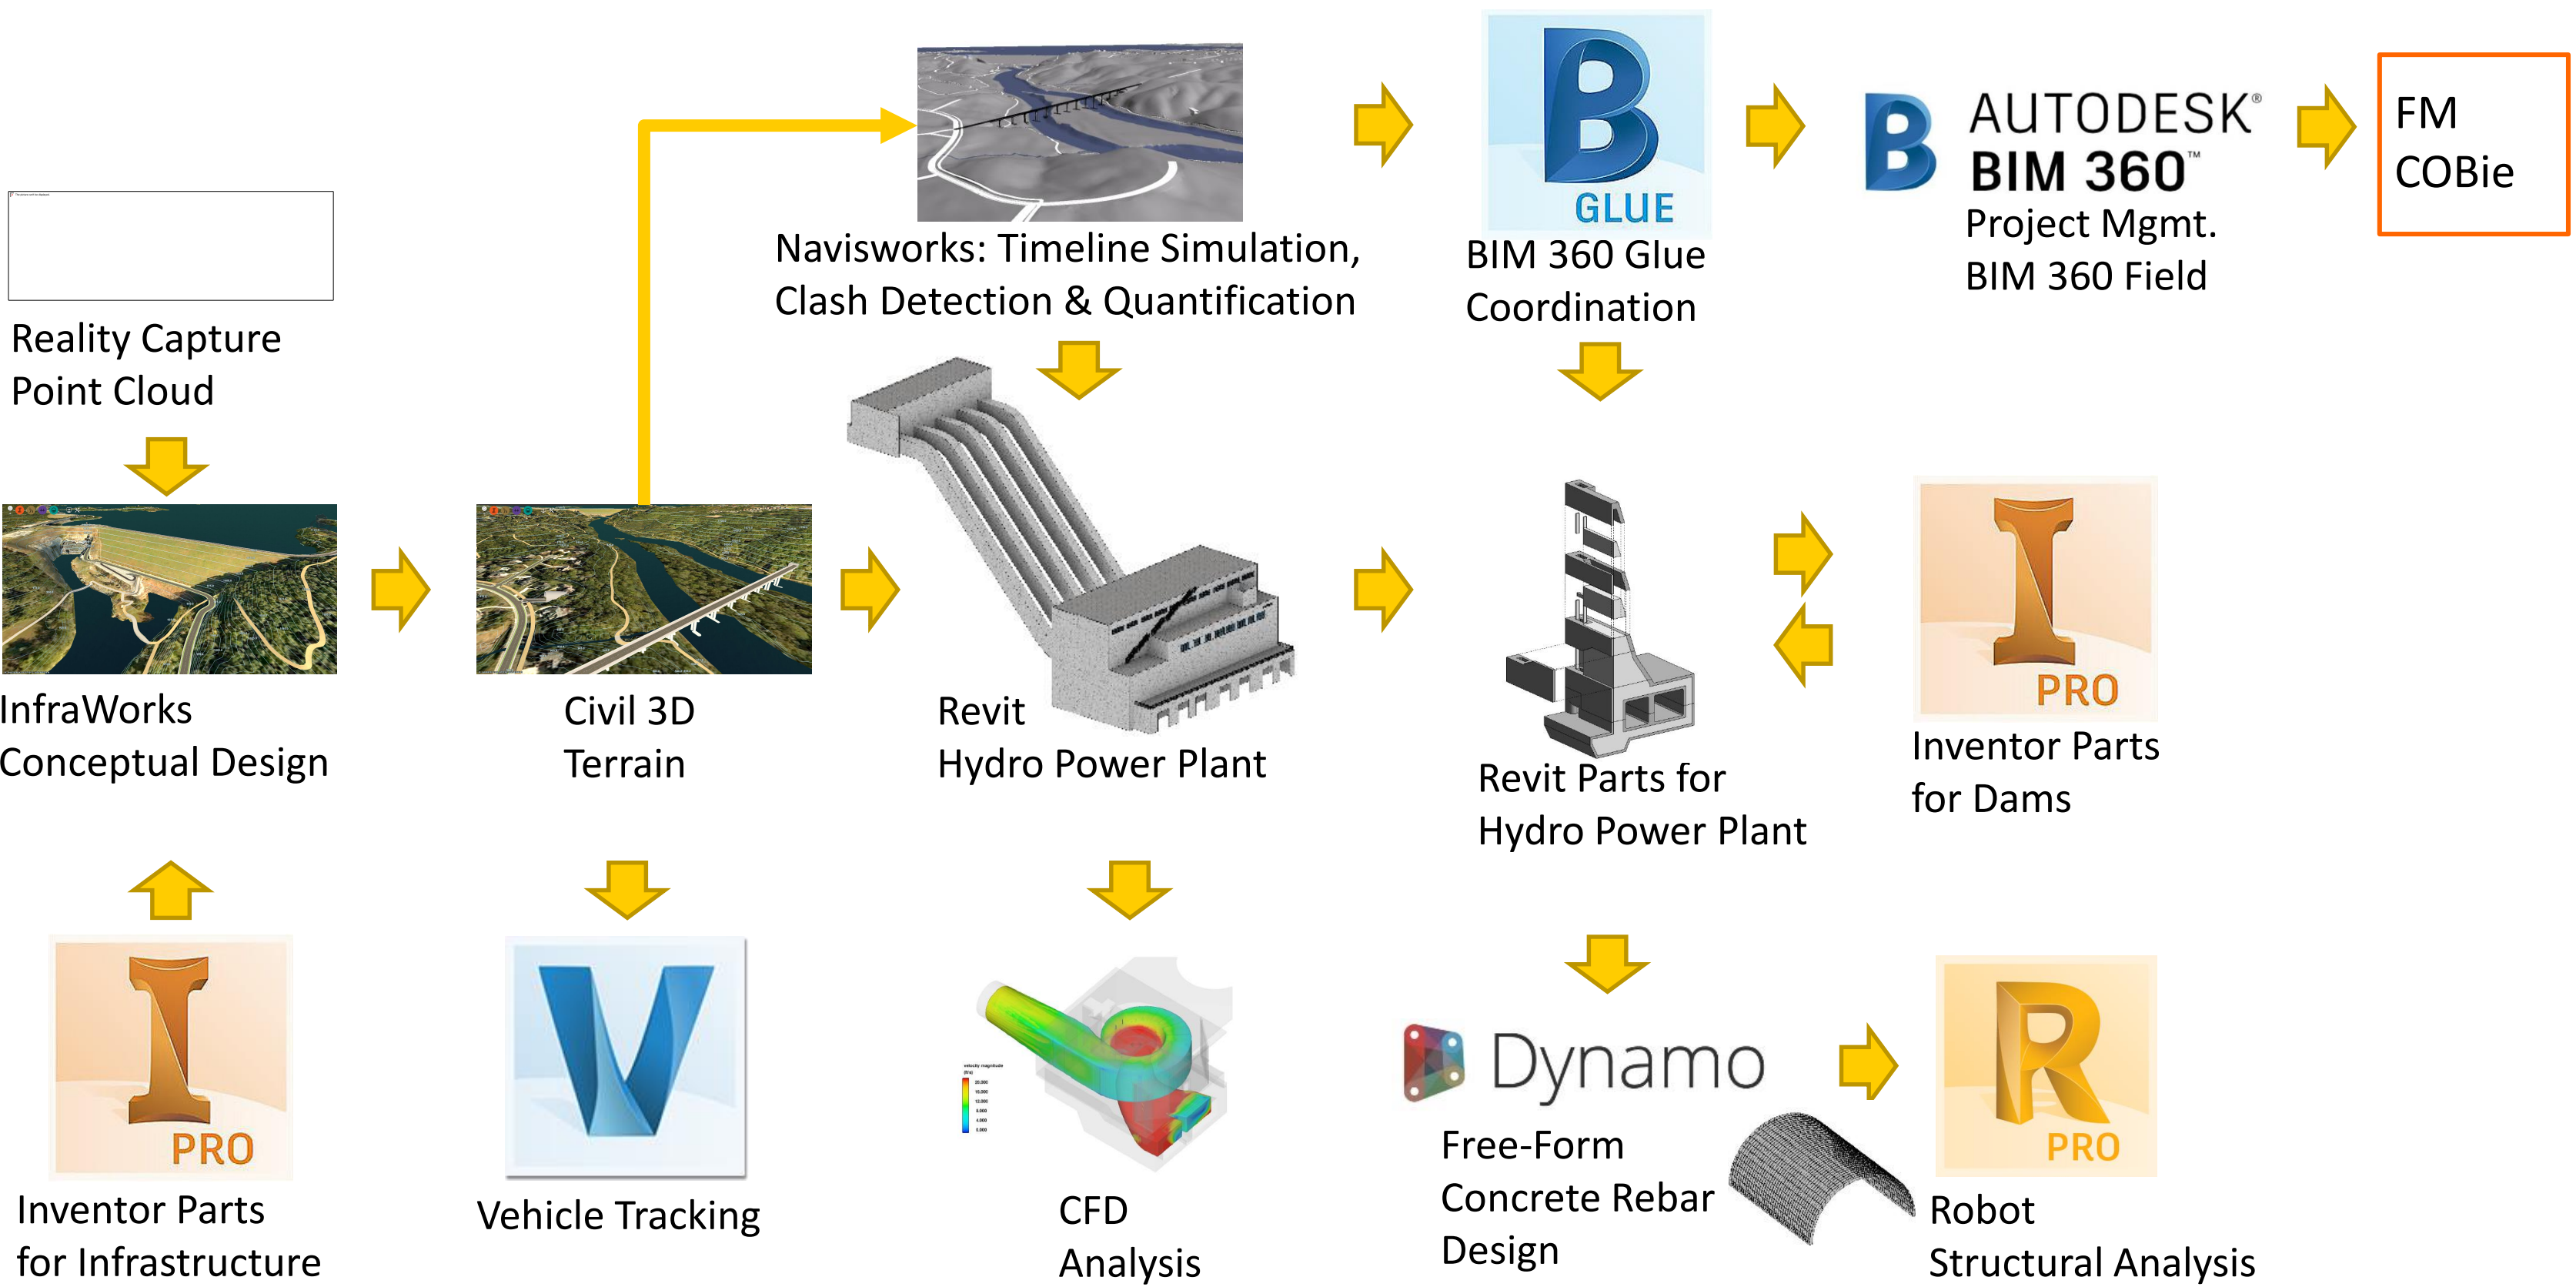 GLUE
AUTODESK®
BIM 360™
Project Mgmt.
BIM 360 Field
FM
COBie
Navisworks: Timeline Simulation,
Clash Detection & Quantification
BIM 360 Glue
Coordination
Reality Capture
Point Cloud
InfraWorks
Conceptual Design
Civil 3D
Terrain
Revit
Hydro Power Plant
Revit Parts for
Hydro Power Plant
PRO
Inventor Parts
for Dams
PRO
Inventor Parts
for Infrastructure
Vehicle Tracking
velocity magnitude
CFD
Analysis
Dynamo
Free-Form
Concrete Rebar
Design
PRO
Robot
Structural Analysis